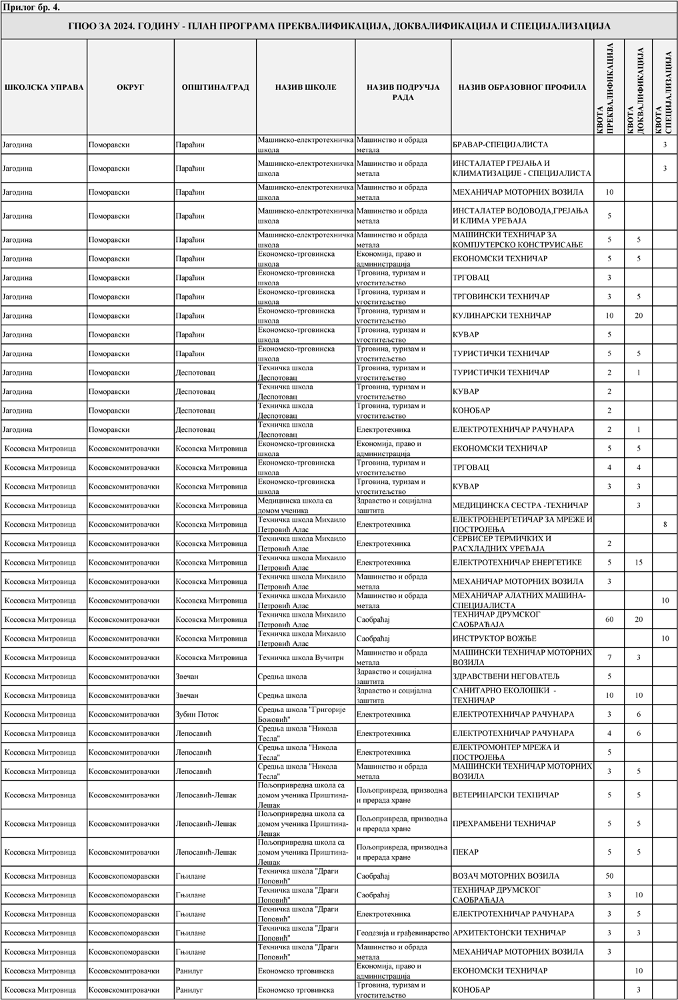 Прилог бр. 4.
ГПОО ЗА 2024. ГОДИНУ - ПЛАН ПРОГРАМА ПРЕКВАЛИФИКАЦИЈА, ДОКВАЛИФИКАЦИЈА И СПЕЦИЈАЛИЗАЦИЈА
ШКОЛСКА УПРАВА ОКРУГ ОПШТИНА/ГРАД НАЗИВ ШКОЛЕ НАЗИВ ПОДРУЧЈА РАДА НАЗИВ ОБРАЗОВНОГ ПРОФИЛА КВОТА ПРЕКВАЛИФИКАЦИЈА КВОТА ДОКВАЛИФИКАЦИЈА КВОТА СПЕЦИЈАЛИЗАЦИЈА
Јагодина Поморавски Параћин Машинско-електротехничка школа Машинство и обрада метала БРАВАР-СПЕЦИЈАЛИСТА 3
Јагодина Поморавски Параћин Машинско-електротехничка школа Машинство и обрада метала ИНСТАЛАТЕР ГРЕЈАЊА И КЛИМАТИЗАЦИЈЕ - СПЕЦИЈАЛИСТА 3
Јагодина Поморавски Параћин Машинско-електротехничка школа Машинство и обрада метала МЕХАНИЧАР МОТОРНИХ ВОЗИЛА 10
Јагодина Поморавски Параћин Машинско-електротехничка школа Машинство и обрада метала ИНСТАЛАТЕР ВОДОВОДА,ГРЕЈАЊА И КЛИМА УРЕЂАЈА 5
Јагодина Поморавски Параћин Машинско-електротехничка школа Машинство и обрада метала МАШИНСКИ ТЕХНИЧАР ЗА КОМПЈУТЕРСКО КОНСТРУИСАЊЕ 5 5
Јагодина Поморавски Параћин Економско-трговинска школа Економија, право и администрација ЕКОНОМСКИ ТЕХНИЧАР 5 5
Јагодина Поморавски Параћин Економско-трговинска школа Трговина, туризам и угоститељство ТРГОВАЦ 3
Јагодина Поморавски Параћин Економско-трговинска школа Трговина, туризам и угоститељство ТРГОВИНСКИ ТЕХНИЧАР 3 5
Јагодина Поморавски Параћин Економско-трговинска школа Трговина, туризам и угоститељство КУЛИНАРСКИ ТЕХНИЧАР 10 20
Јагодина Поморавски Параћин Економско-трговинска школа Трговина, туризам и угоститељство КУВАР 5
Јагодина Поморавски Параћин Економско-трговинска школа Трговина, туризам и угоститељство ТУРИСТИЧКИ ТЕХНИЧАР 5 5
Јагодина Поморавски Деспотовац Техничка школа Деспотовац Трговина, туризам и угоститељство ТУРИСТИЧКИ ТЕХНИЧАР 2 1
Јагодина Поморавски Деспотовац Техничка школа Деспотовац Трговина, туризам и угоститељство КУВАР 2
Јагодина Поморавски Деспотовац Техничка школа Деспотовац Трговина, туризам и угоститељство КОНОБАР 2
Јагодина Поморавски Деспотовац Техничка школа Деспотовац Електротехника ЕЛЕКТРОТЕХНИЧАР РАЧУНАРА 2 1
Косовска Митровица Косовскомитровачки Косовска Митровица Економско-трговинска школа Економија, право и администрација ЕКОНОМСКИ ТЕХНИЧАР 5 5
Косовска Митровица Косовскомитровачки Косовска Митровица Економско-трговинска школа Трговина, туризам и угоститељство ТРГОВАЦ 4 4
Косовска Митровица Косовскомитровачки Косовска Митровица Економско-трговинска школа Трговина, туризам и угоститељство КУВАР 3 3
Косовска Митровица Косовскомитровачки Косовска Митровица Медицинска школа са домом ученика Здравство и социјална заштита МЕДИЦИНСКА СЕСТРА -ТЕХНИЧАР 3
Косовска Митровица Косовскомитровачки Косовска Митровица Техничка школа Михаило Петровић Алас Електротехника ЕЛЕКТРОЕНЕРГЕТИЧАР ЗА МРЕЖЕ И ПОСТРОЈЕЊА 8
Косовска Митровица Косовскомитровачки Косовска Митровица Техничка школа Михаило Петровић Алас Електротехника СЕРВИСЕР ТЕРМИЧКИХ И РАСХЛАДНИХ УРЕЂАЈА 2
Косовска Митровица Косовскомитровачки Косовска Митровица Техничка школа Михаило Петровић Алас Електротехника ЕЛЕКТРОТЕХНИЧАР ЕНЕРГЕТИКЕ 5 15
Косовска Митровица Косовскомитровачки Косовска Митровица Техничка школа Михаило Петровић Алас Машинство и обрада метала МЕХАНИЧАР МОТОРНИХ ВОЗИЛА 3
Косовска Митровица Косовскомитровачки Косовска Митровица Техничка школа Михаило Петровић Алас Машинство и обрада метала МЕХАНИЧАР АЛАТНИХ МАШИНА-СПЕЦИЈАЛИСТА 10
Косовска Митровица Косовскомитровачки Косовска Митровица Техничка школа Михаило Петровић Алас Саобраћај ТЕХНИЧАР ДРУМСКОГ САОБРАЋАЈА 60 20
Косовска Митровица Косовскомитровачки Косовска Митровица Техничка школа Михаило Петровић Алас Саобраћај ИНСТРУКТОР ВОЖЊЕ 10
Косовска Митровица Косовскомитровачки Косовска Митровица Техничка школа Вучитрн Машинство и обрада метала МАШИНСКИ ТЕХНИЧАР МОТОРНИХ ВОЗИЛА 7 3
Косовска Митровица Косовскомитровачки Звечан Средња школа Здравство и социјална заштита ЗДРАВСТВЕНИ НЕГОВАТЕЉ 5
Косовска Митровица Косовскомитровачки Звечан Средња школа Здравство и социјална заштита САНИТАРНО ЕКОЛОШКИ - ТЕХНИЧАР 10 10
Косовска Митровица Косовскомитровачки Зубин Поток Средња школа "Григорије Божовић" Електротехника ЕЛЕКТРОТЕХНИЧАР РАЧУНАРА 3 6
Косовска Митровица Косовскомитровачки Лепосавић Средња школа "Никола Тесла" Електротехника ЕЛЕКТРОТЕХНИЧАР РАЧУНАРА 4 6
Косовска Митровица Косовскомитровачки Лепосавић Средња школа "Никола Тесла" Електротехника ЕЛЕКТРОМОНТЕР МРЕЖА И ПОСТРОЈЕЊА 5
Косовска Митровица Косовскомитровачки Лепосавић Средња школа "Никола Тесла" Машинство и обрада метала МАШИНСКИ ТЕХНИЧАР МОТОРНИХ ВОЗИЛА 3 5
Косовска Митровица Косовскомитровачки Лепосавић-Лешак Пољопривредна школа са домом ученика Приштина-Лешак Пољопривреда, призводња и прерада хране ВЕТЕРИНАРСКИ ТЕХНИЧАР 5 5
Косовска Митровица Косовскомитровачки Лепосавић-Лешак Пољопривредна школа са домом ученика Приштина-Лешак Пољопривреда, призводња и прерада хране ПРЕХРАМБЕНИ ТЕХНИЧАР 5 5
Косовска Митровица Косовскомитровачки Лепосавић-Лешак Пољопривредна школа са домом ученика Приштина-Лешак Пољопривреда, призводња и прерада хране ПЕКАР 5 5
Косовска Митровица Косовскопоморавски Гњилане Техничка школа "Драги Поповић" Саобраћај ВОЗАЧ МОТОРНИХ ВОЗИЛА 50
Косовска Митровица Косовскопоморавски Гњилане Техничка школа "Драги Поповић" Саобраћај ТЕХНИЧАР ДРУМСКОГ САОБРАЋАЈА 3 10
Косовска Митровица Косовскопоморавски Гњилане Техничка школа "Драги Поповић" Електротехника ЕЛЕКТРОТЕХНИЧАР РАЧУНАРА 3 5
Косовска Митровица Косовскопоморавски Гњилане Техничка школа "Драги Поповић" Геодезија и грађевинарство АРХИТЕКТОНСКИ ТЕХНИЧАР 3 3
Косовска Митровица Косовскопоморавски Гњилане Техничка школа "Драги Поповић" Машинство и обрада метала МЕХАНИЧАР МОТОРНИХ ВОЗИЛА 3
Косовска Митровица Косовскопоморавски Ранилуг Економско трговинска Економија, право и администрација ЕКОНОМСКИ ТЕХНИЧАР 10
Косовска Митровица Косовскопоморавски Ранилуг Економско трговинска Трговина, туризам и угоститељство КОНОБАР 3